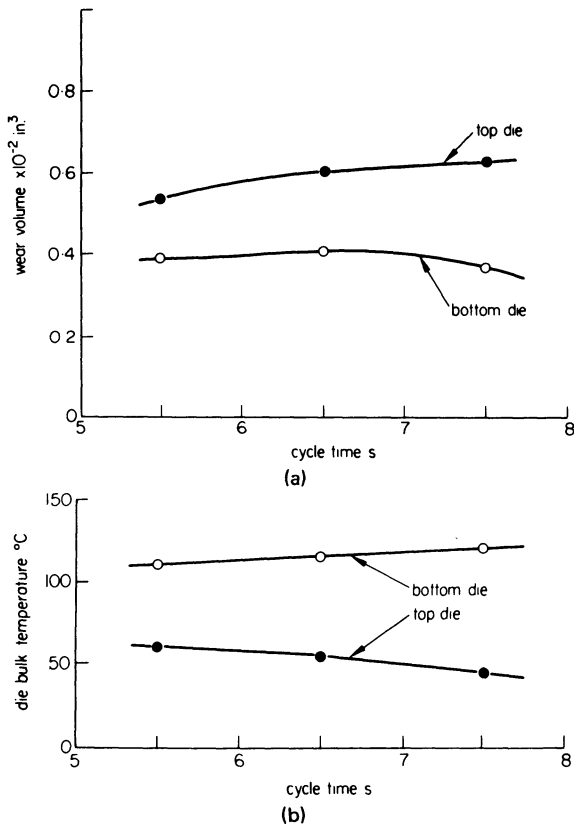 0·8
0·6
0·4
0·2
0
wear volume ×10⁻² in.³
top die
bottom die
5 6 7 8
cycle time s
(a)
150
100
50
0
die bulk temperature °C
bottom die
top die
5 6 7 8
cycle time s
(b)